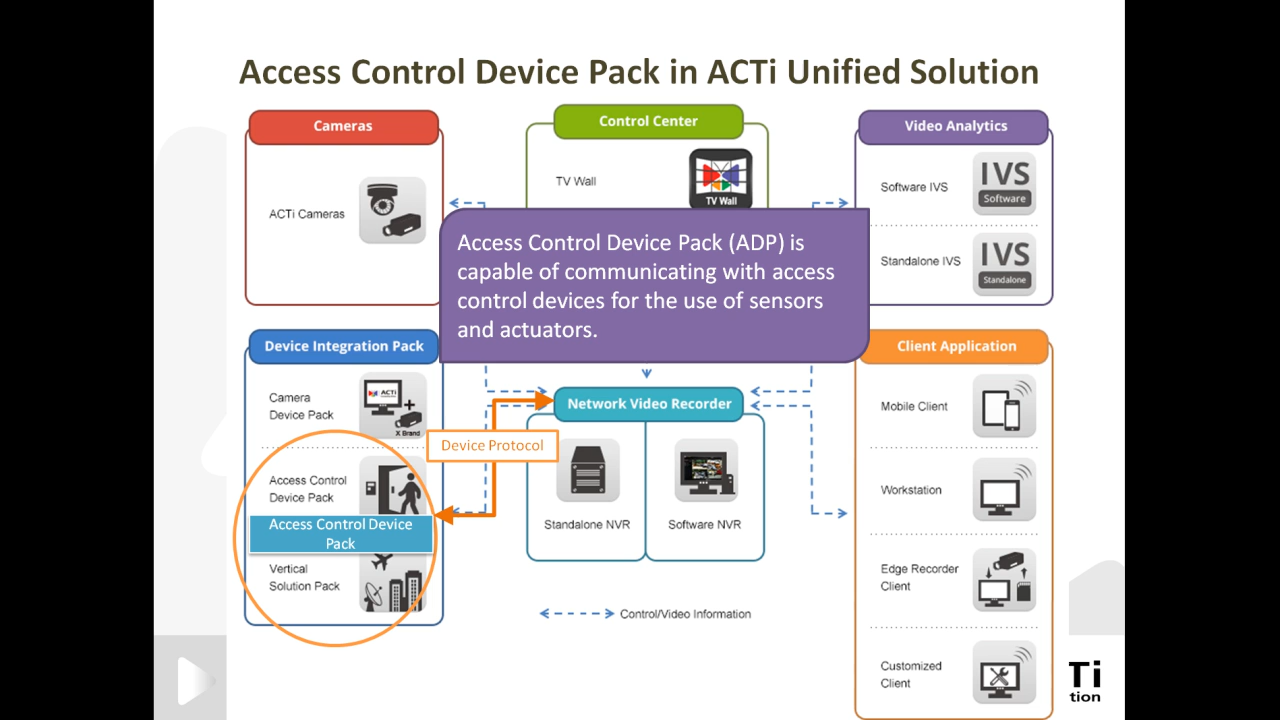 Access Control Device Pack in ACTi Unified Solution
Cameras
ACTi Cameras
Control Center
TV Wall
TV Wall
Video Analytics
Software IVS
IVS
Software
Standalone IVS
IVS
Standalone
Access Control Device Pack (ADP) is
capable of communicating with access
control devices for the use of sensors
and actuators.
Device Integration Pack
Camera
Device Pack
ACTi
X Brand
Access Control
Device Pack
Access Control Device
Pack
Vertical
Solution Pack
Device Protocol
Network Video Recorder
Standalone NVR
Software NVR
Control/Video Information
Client Application
Mobile Client
Workstation
Edge Recorder
Client
Customized
Client
Ti
tion